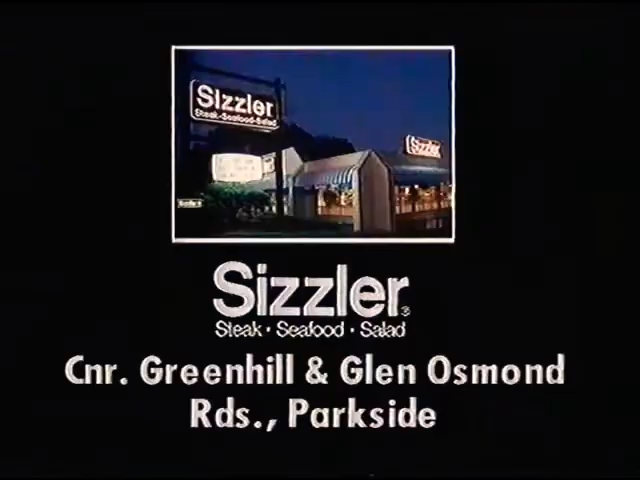 Sizzler
Steak-Seafood-Salad
Sizzler
Sizzler®
Steak · Seafood · Salad
Cnr. Greenhill & Glen Osmond
Rds., Parkside